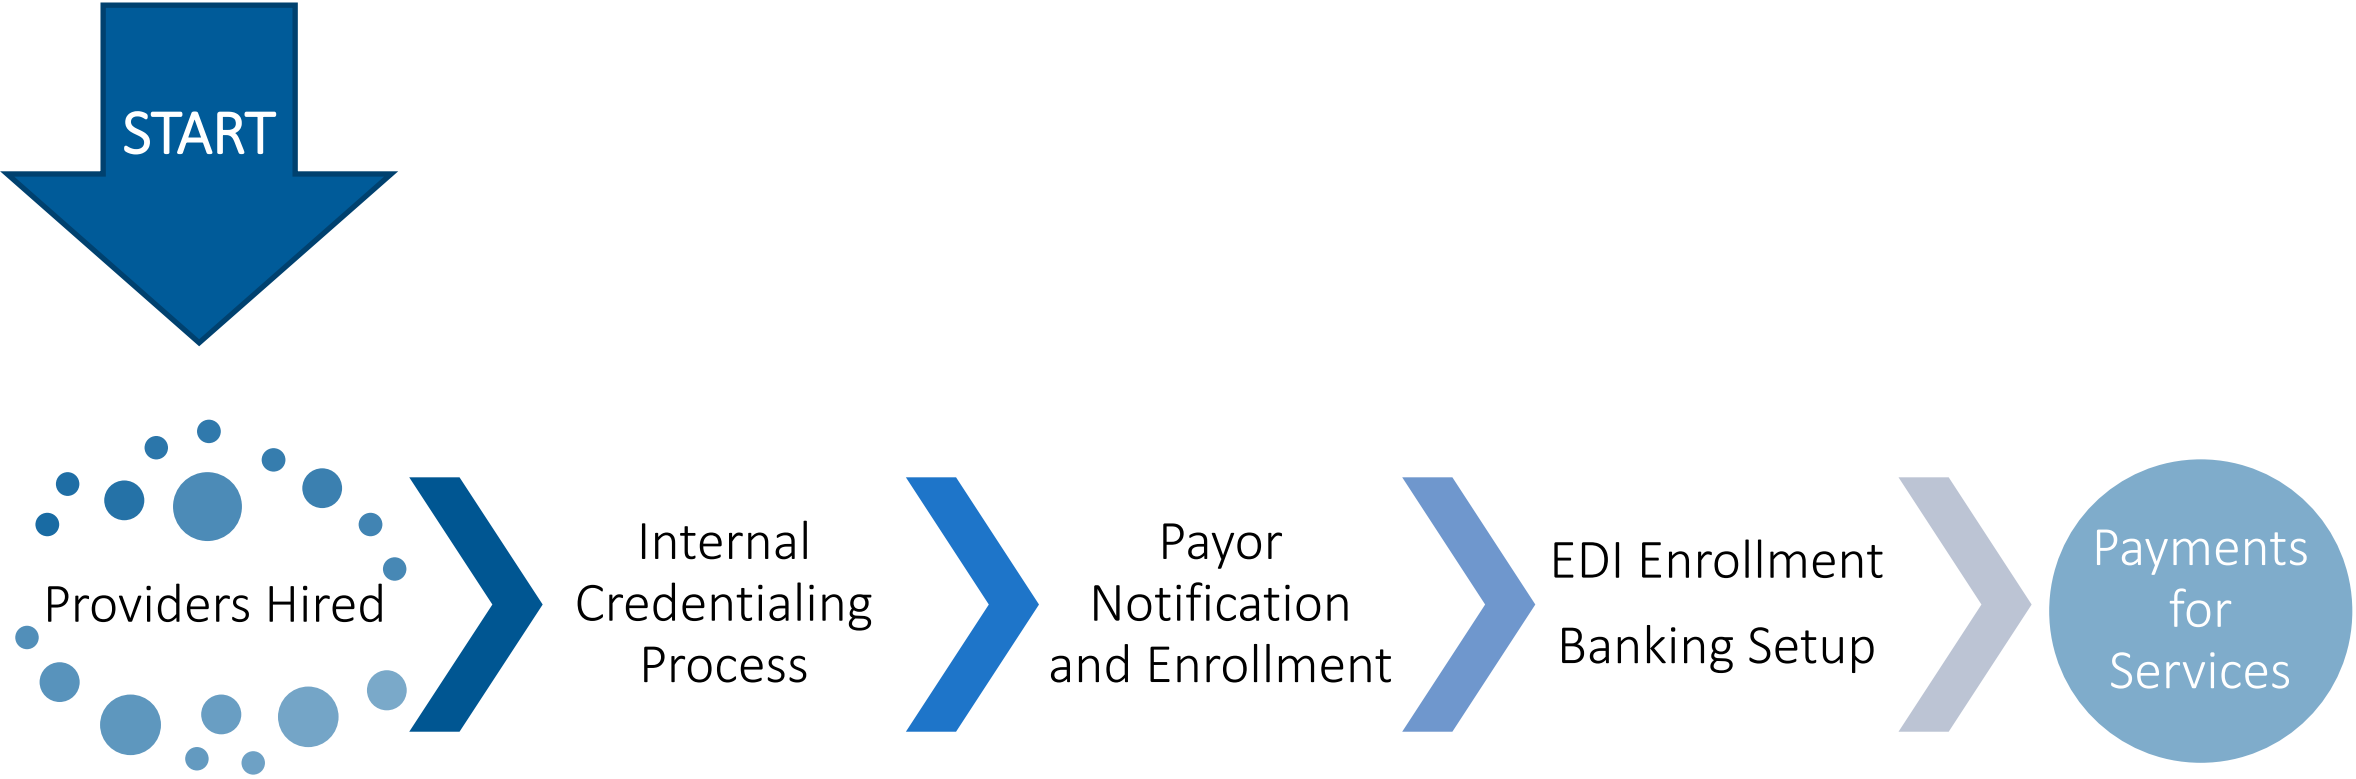 START
Providers Hired
Internal
Credentialing
Process
Payor
Notification
and Enrollment
EDI Enrollment
Banking Setup
Payments
for
Services